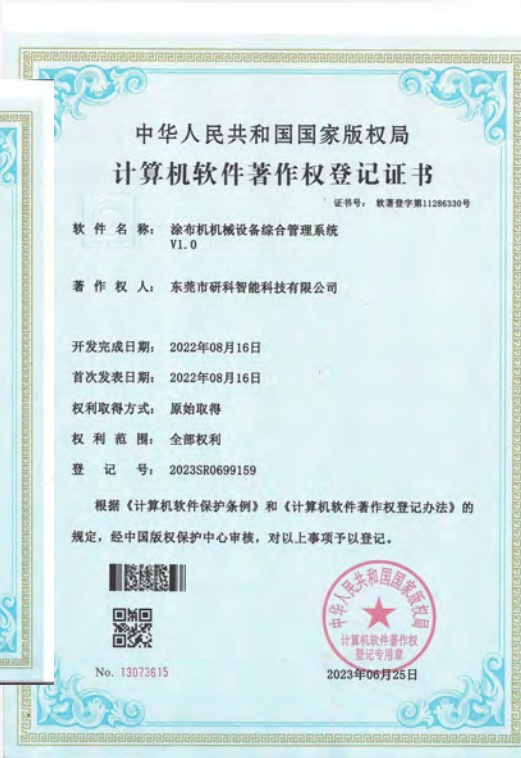 中华人民共和国国家版权局
计算机软件著作权登记证书
证书号： 软著登字第11286330号
软件名称： 涂布机机械设备综合管理系统
V1.0
著作权人： 东莞市研科智能科技有限公司
开发完成日期： 2022年08月16日
首次发表日期： 2022年08月16日
权利取得方式： 原始取得
权利范围： 全部权利
登记号： 2023SR0699159
根据《计算机软件保护条例》和《计算机软件著作权登记办法》的
规定，经中国版权保护中心审核，对以上事项予以登记。
中华人民共和国国家版权局
计算机软件著作权
登记专用章
No. 13073615
2023年06月25日